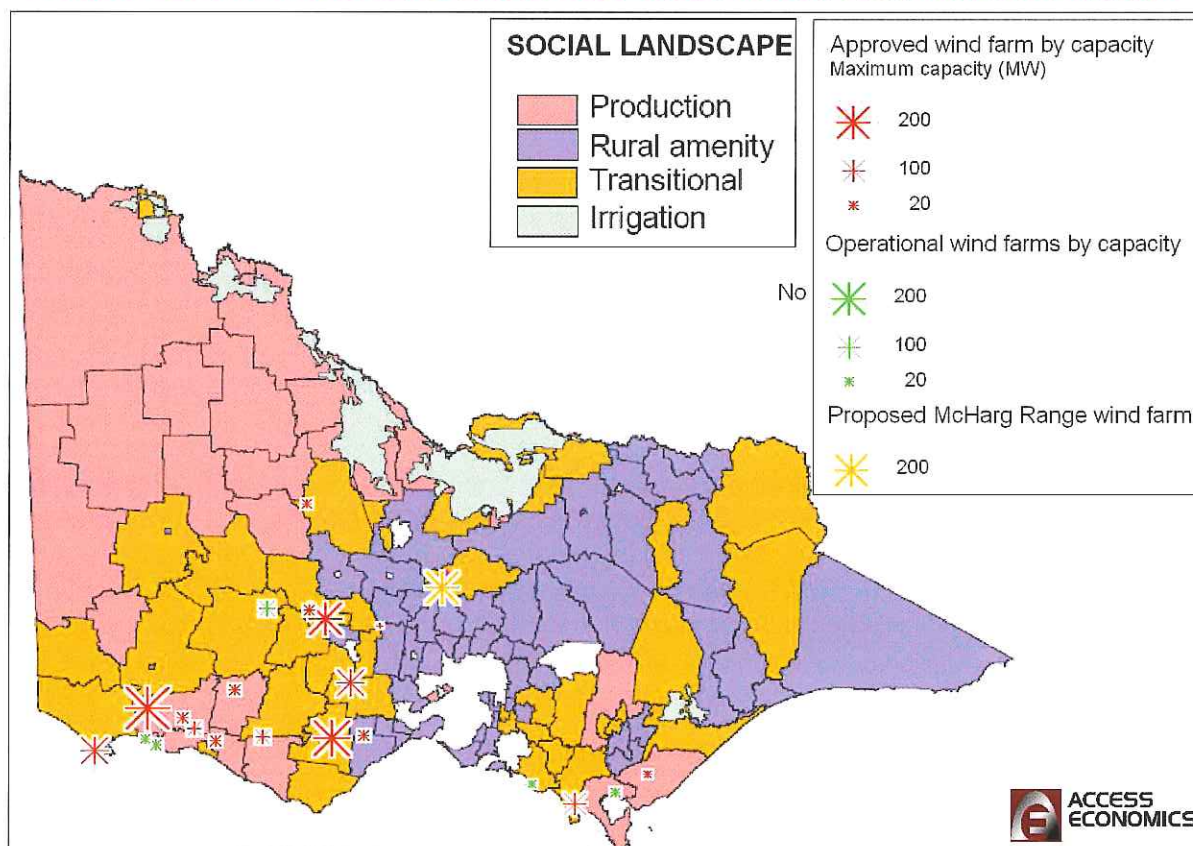 SOCIAL LANDSCAPE
Production
Rural amenity
Transitional
Irrigation
Approved wind farm by capacity
Maximum capacity (MW)
200
100
20
Operational wind farms by capacity
No
200
100
20
Proposed McHarg Range wind farm
200
ACCESS
ECONOMICS